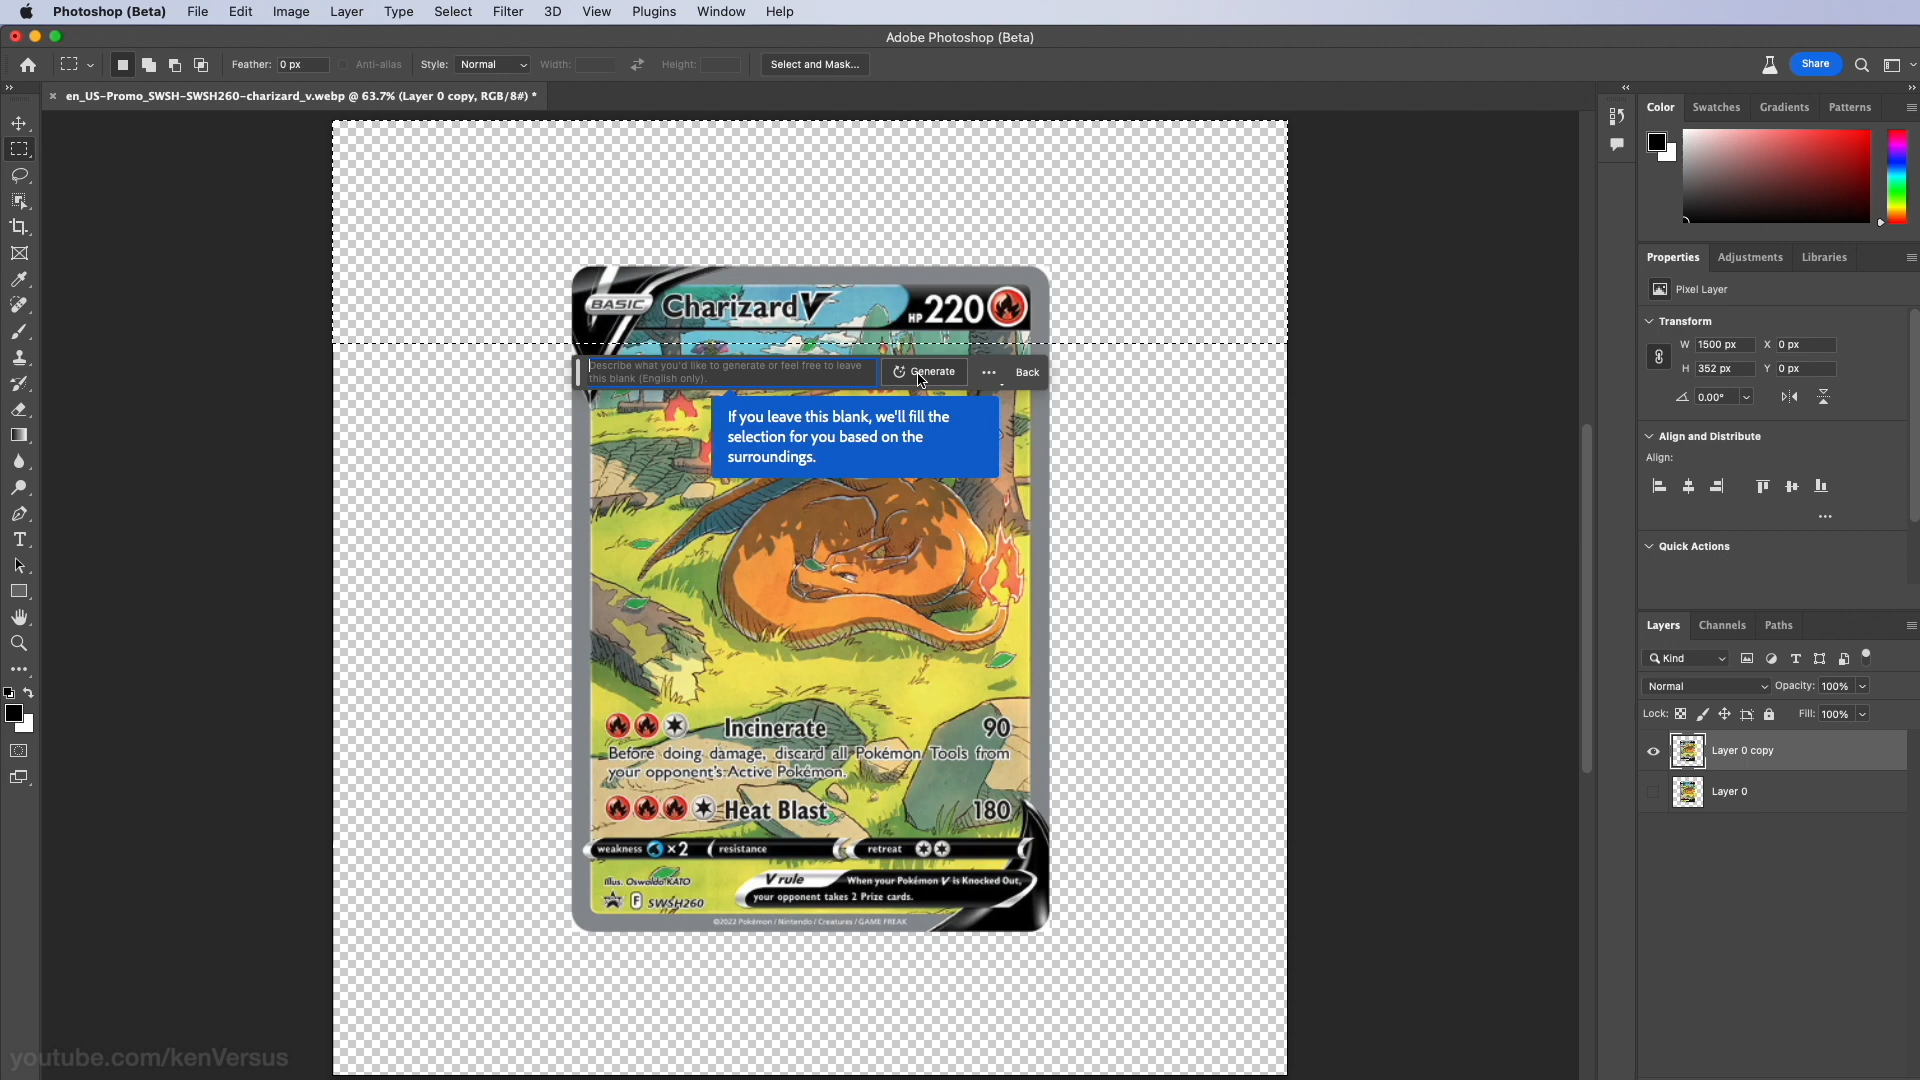 Photoshop (Beta) File Edit Image Layer Type Select Filter 3D View Plugins Window Help
Adobe Photoshop (Beta)
Feather: 0 px Anti-alias Style: Normal Width: Height: Select and Mask... Share
× en_US-Promo_SWSH-SWSH260-charizard_v.webp @ 63.7% (Layer 0 copy, RGB/8#) *
Color Swatches Gradients Patterns
Properties Adjustments Libraries
Pixel Layer
Transform
W 1500 px X 0 px
H 352 px Y 0 px
0.00°
Align and Distribute
Align:
Quick Actions
Layers Channels Paths
Kind
Normal Opacity: 100%
Lock: Fill: 100%
Layer 0 copy
Layer 0
BASIC Charizard V HP 220
Describe what you'd like to generate or feel free to leave
this blank (English only).
Generate ... Back
If you leave this blank, we'll fill the
selection for you based on the
surroundings.
Incinerate 90
Before doing damage, discard all Pokémon Tools from
your opponent's Active Pokémon.
Heat Blast 180
weakness ×2 resistance retreat
V rule When your Pokémon V is Knocked Out,
your opponent takes 2 Prize cards.
Illus. Oswaldo KATO
F SWSH260
©2022 Pokémon / Nintendo / Creatures / GAME FREAK
youtube.com/kenVersus